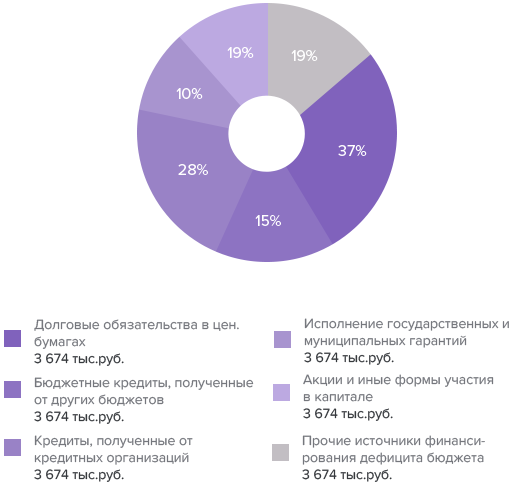 19%
19%
10%
37%
28%
15%
Долговые обязательства в цен.
бумагах
3 674 тыс.руб.
Бюджетные кредиты, полученные
от других бюджетов
3 674 тыс.руб.
Кредиты, полученные от
кредитных организаций
3 674 тыс.руб.
Исполнение государственных и
муниципальных гарантий
3 674 тыс.руб.
Акции и иные формы участия
в капитале
3 674 тыс.руб.
Прочие источники финанси-
рования дефицита бюджета
3 674 тыс.руб.